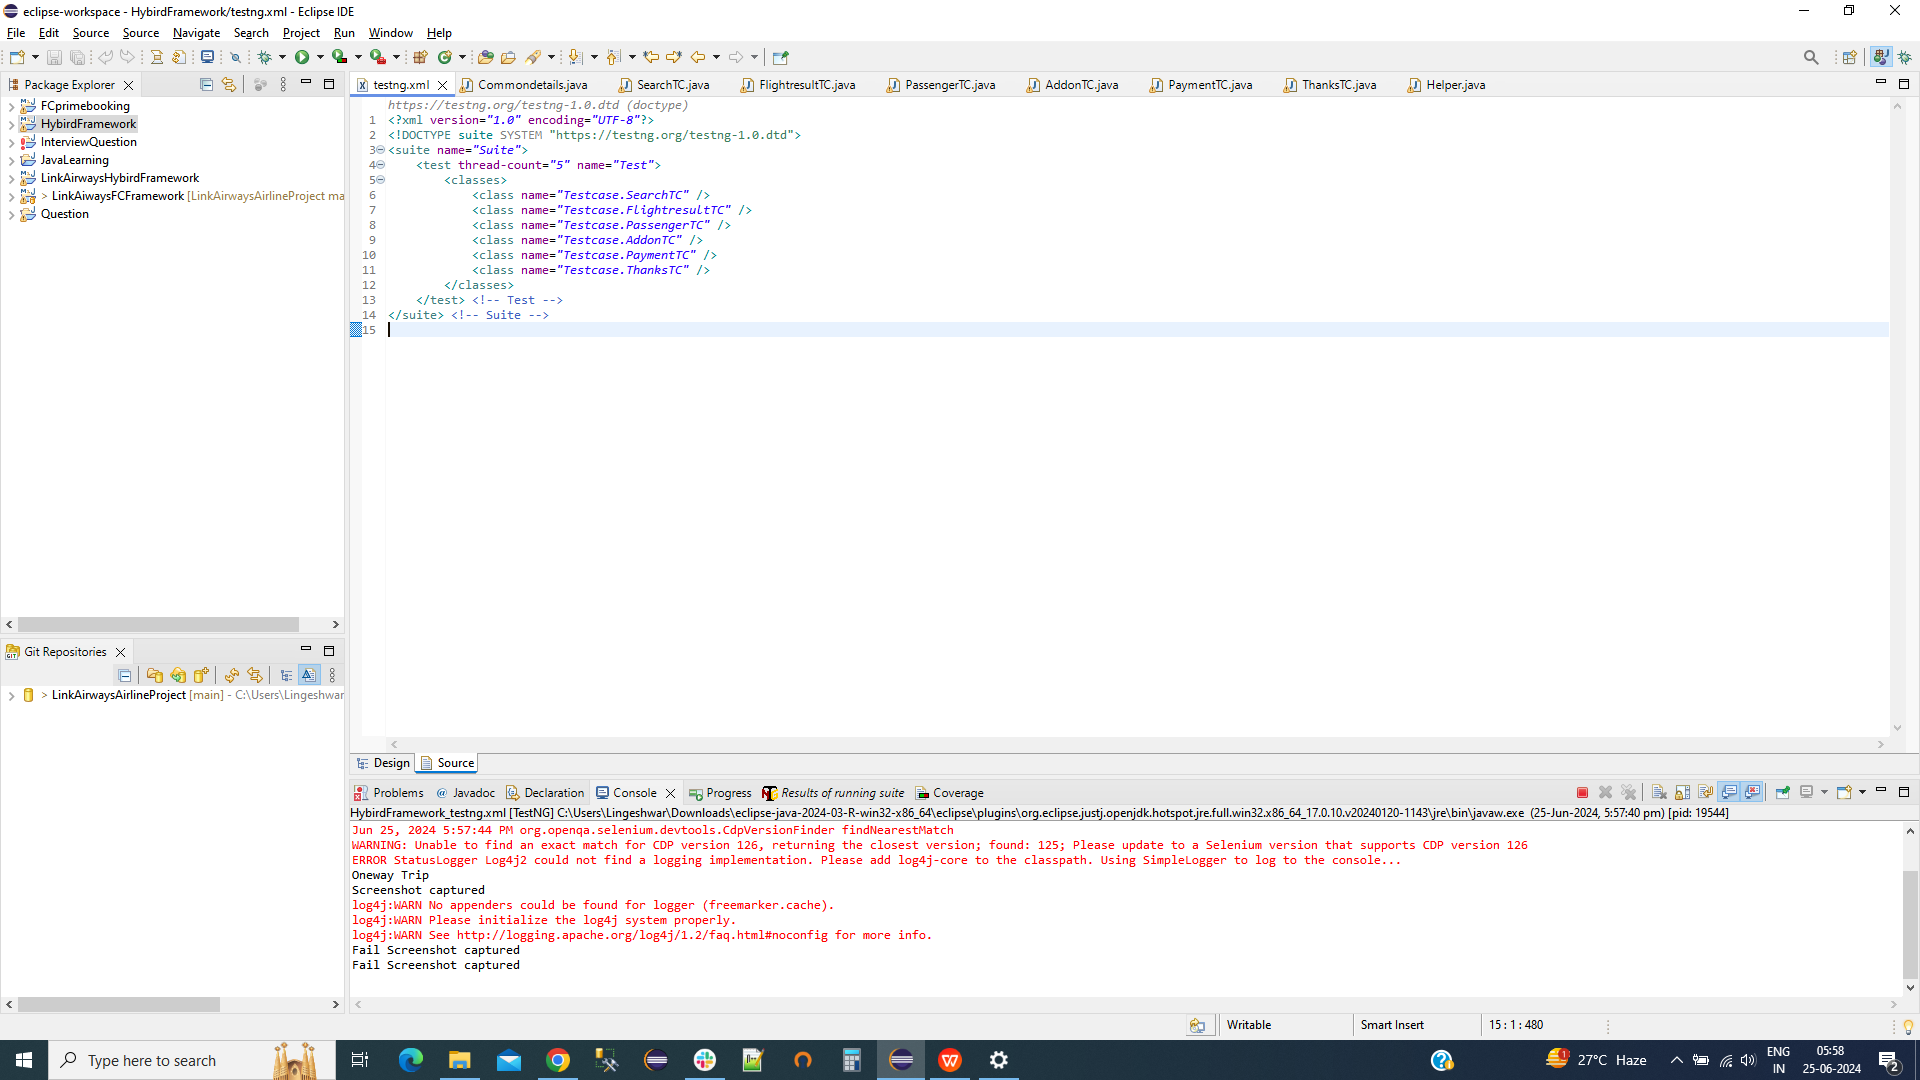 eclipse-workspace - HybirdFramework/testng.xml - Eclipse IDE
File Edit Source Source Navigate Search Project Run Window Help
Package Explorer
FCprimebooking
HybirdFramework
InterviewQuestion
JavaLearning
LinkAirwaysHybirdFramework
> LinkAiwaysFCFramework [LinkAirwaysAirlineProject ma
Question
Git Repositories
> LinkAirwaysAirlineProject [main] - C:\Users\Lingeshwar
testng.xml Commondetails.java SearchTC.java FlightresultTC.java PassengerTC.java AddonTC.java PaymentTC.java ThanksTC.java Helper.java
https://testng.org/testng-1.0.dtd (doctype)
1 <?xml version="1.0" encoding="UTF-8"?>
2 <!DOCTYPE suite SYSTEM "https://testng.org/testng-1.0.dtd">
3 <suite name="Suite">
4 <test thread-count="5" name="Test">
5 <classes>
6 <class name="Testcase.SearchTC" />
7 <class name="Testcase.FlightresultTC" />
8 <class name="Testcase.PassengerTC" />
9 <class name="Testcase.AddonTC" />
10 <class name="Testcase.PaymentTC" />
11 <class name="Testcase.ThanksTC" />
12 </classes>
13 </test> <!-- Test -->
14 </suite> <!-- Suite -->
15
Design Source
Problems Javadoc Declaration Console Progress Results of running suite Coverage
HybirdFramework_testng.xml [TestNG] C:\Users\Lingeshwar\Downloads\eclipse-java-2024-03-R-win32-x86_64\eclipse\plugins\org.eclipse.justj.openjdk.hotspot.jre.full.win32.x86_64_17.0.10.v20240120-1143\jre\bin\javaw.exe (25-Jun-2024, 5:57:40 pm) [pid: 19544]
Jun 25, 2024 5:57:44 PM org.openqa.selenium.devtools.CdpVersionFinder findNearestMatch
WARNING: Unable to find an exact match for CDP version 126, returning the closest version; found: 125; Please update to a Selenium version that supports CDP version 126
ERROR StatusLogger Log4j2 could not find a logging implementation. Please add log4j-core to the classpath. Using SimpleLogger to log to the console...
Oneway Trip
Screenshot captured
log4j:WARN No appenders could be found for logger (freemarker.cache).
log4j:WARN Please initialize the log4j system properly.
log4j:WARN See http://logging.apache.org/log4j/1.2/faq.html#noconfig for more info.
Fail Screenshot captured
Fail Screenshot captured
Writable Smart Insert 15 : 1 : 480
Type here to search
27°C Haze
ENG
IN
05:58
25-06-2024
2